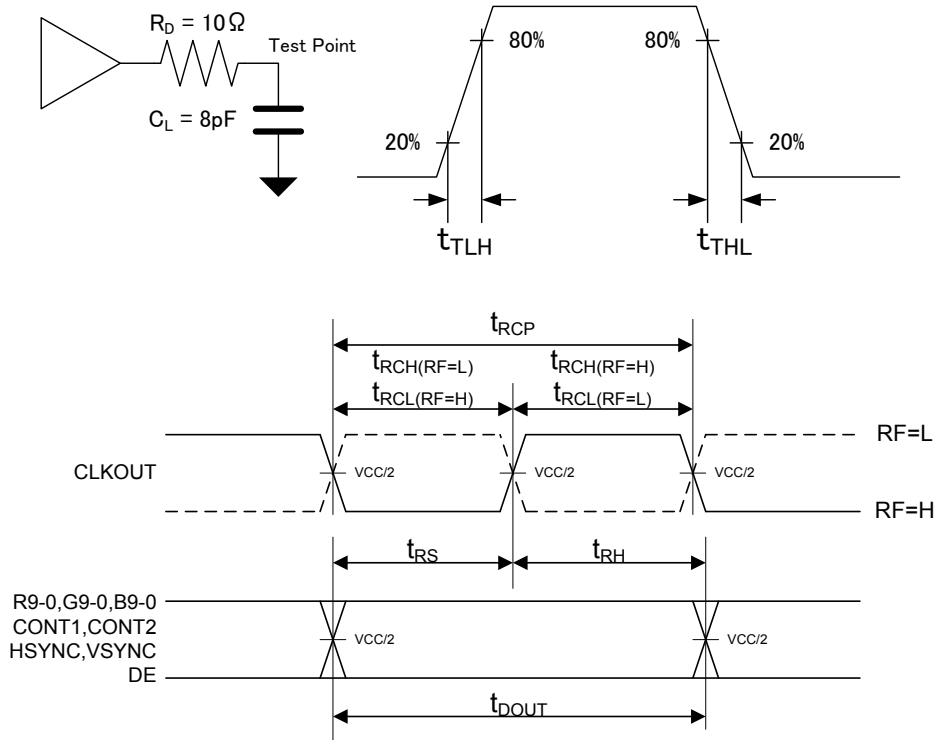 R_D = 10Ω
Test Point
C_L = 8pF
80%
80%
20%
20%
t_TLH
t_THL
t_RCP
t_RCH(RF=L)
t_RCH(RF=H)
t_RCL(RF=H)
t_RCL(RF=L)
RF=L
CLKOUT
VCC/2
VCC/2
VCC/2
RF=H
t_RS
t_RH
R9-0,G9-0,B9-0
CONT1,CONT2
VCC/2
VCC/2
HSYNC,VSYNC
DE
t_DOUT